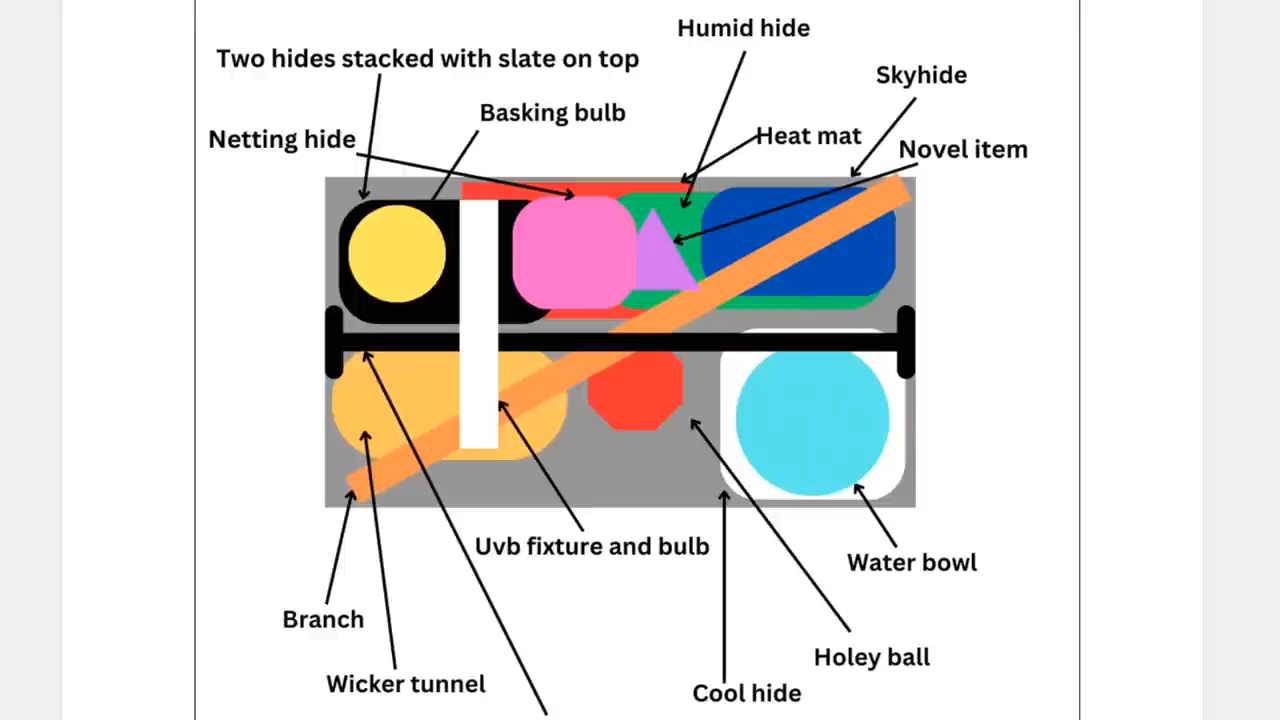 Humid hide
Two hides stacked with slate on top
Skyhide
Basking bulb
Netting hide
Heat mat
Novel item
Uvb fixture and bulb
Water bowl
Branch
Holey ball
Wicker tunnel
Cool hide